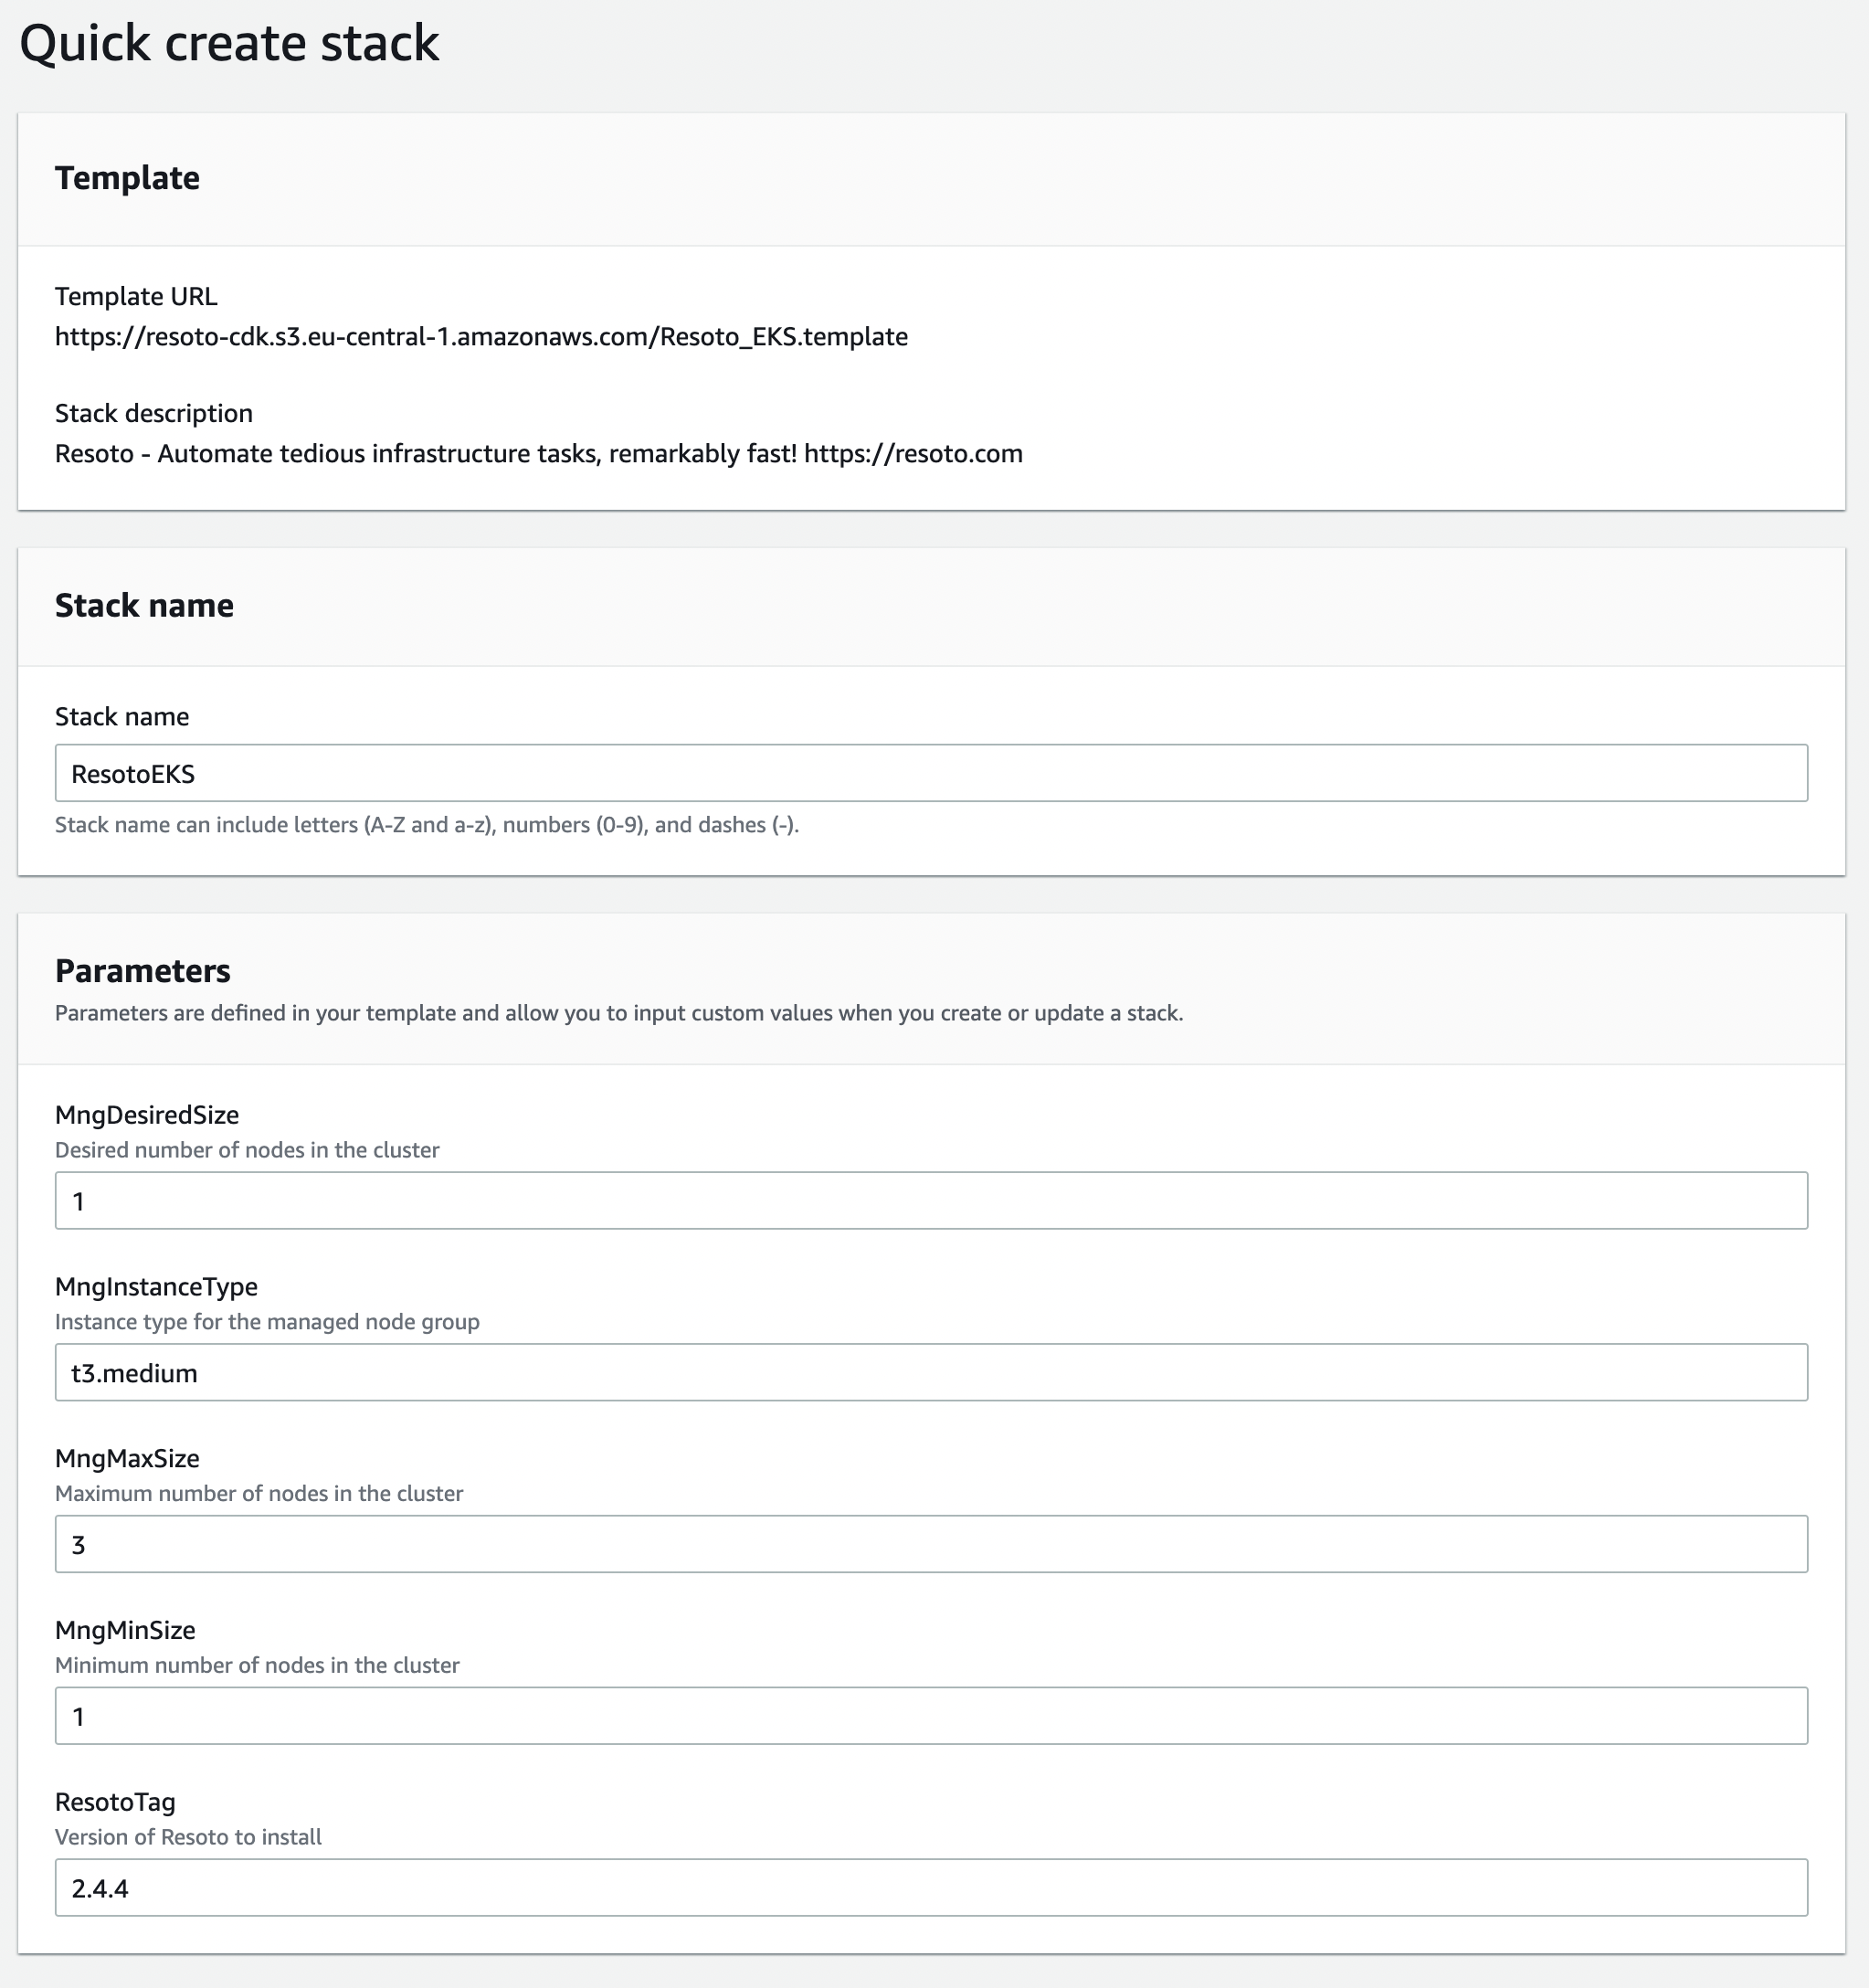 Quick create stack
Template
Template URL
https://resoto-cdk.s3.eu-central-1.amazonaws.com/Resoto_EKS.template
Stack description
Resoto - Automate tedious infrastructure tasks, remarkably fast! https://resoto.com
Stack name
Stack name
ResotoEKS
Stack name can include letters (A-Z and a-z), numbers (0-9), and dashes (-).
Parameters
Parameters are defined in your template and allow you to input custom values when you create or update a stack.
MngDesiredSize
Desired number of nodes in the cluster
1
MngInstanceType
Instance type for the managed node group
t3.medium
MngMaxSize
Maximum number of nodes in the cluster
3
MngMinSize
Minimum number of nodes in the cluster
1
ResotoTag
Version of Resoto to install
2.4.4